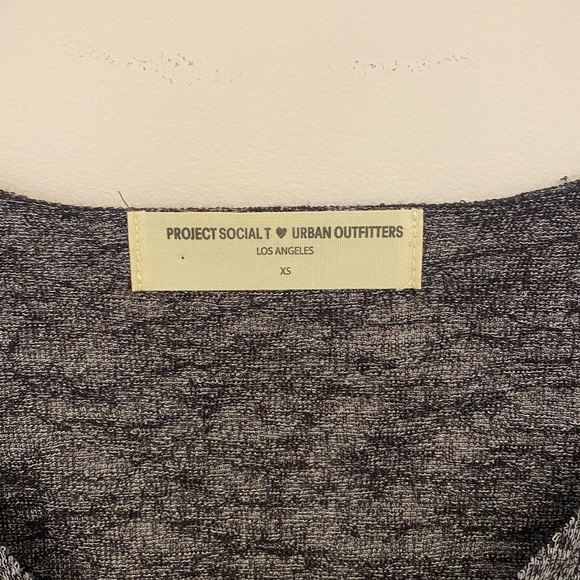 PROJECT SOCIAL T ♥ URBAN OUTFITTERS
LOS ANGELES
XS